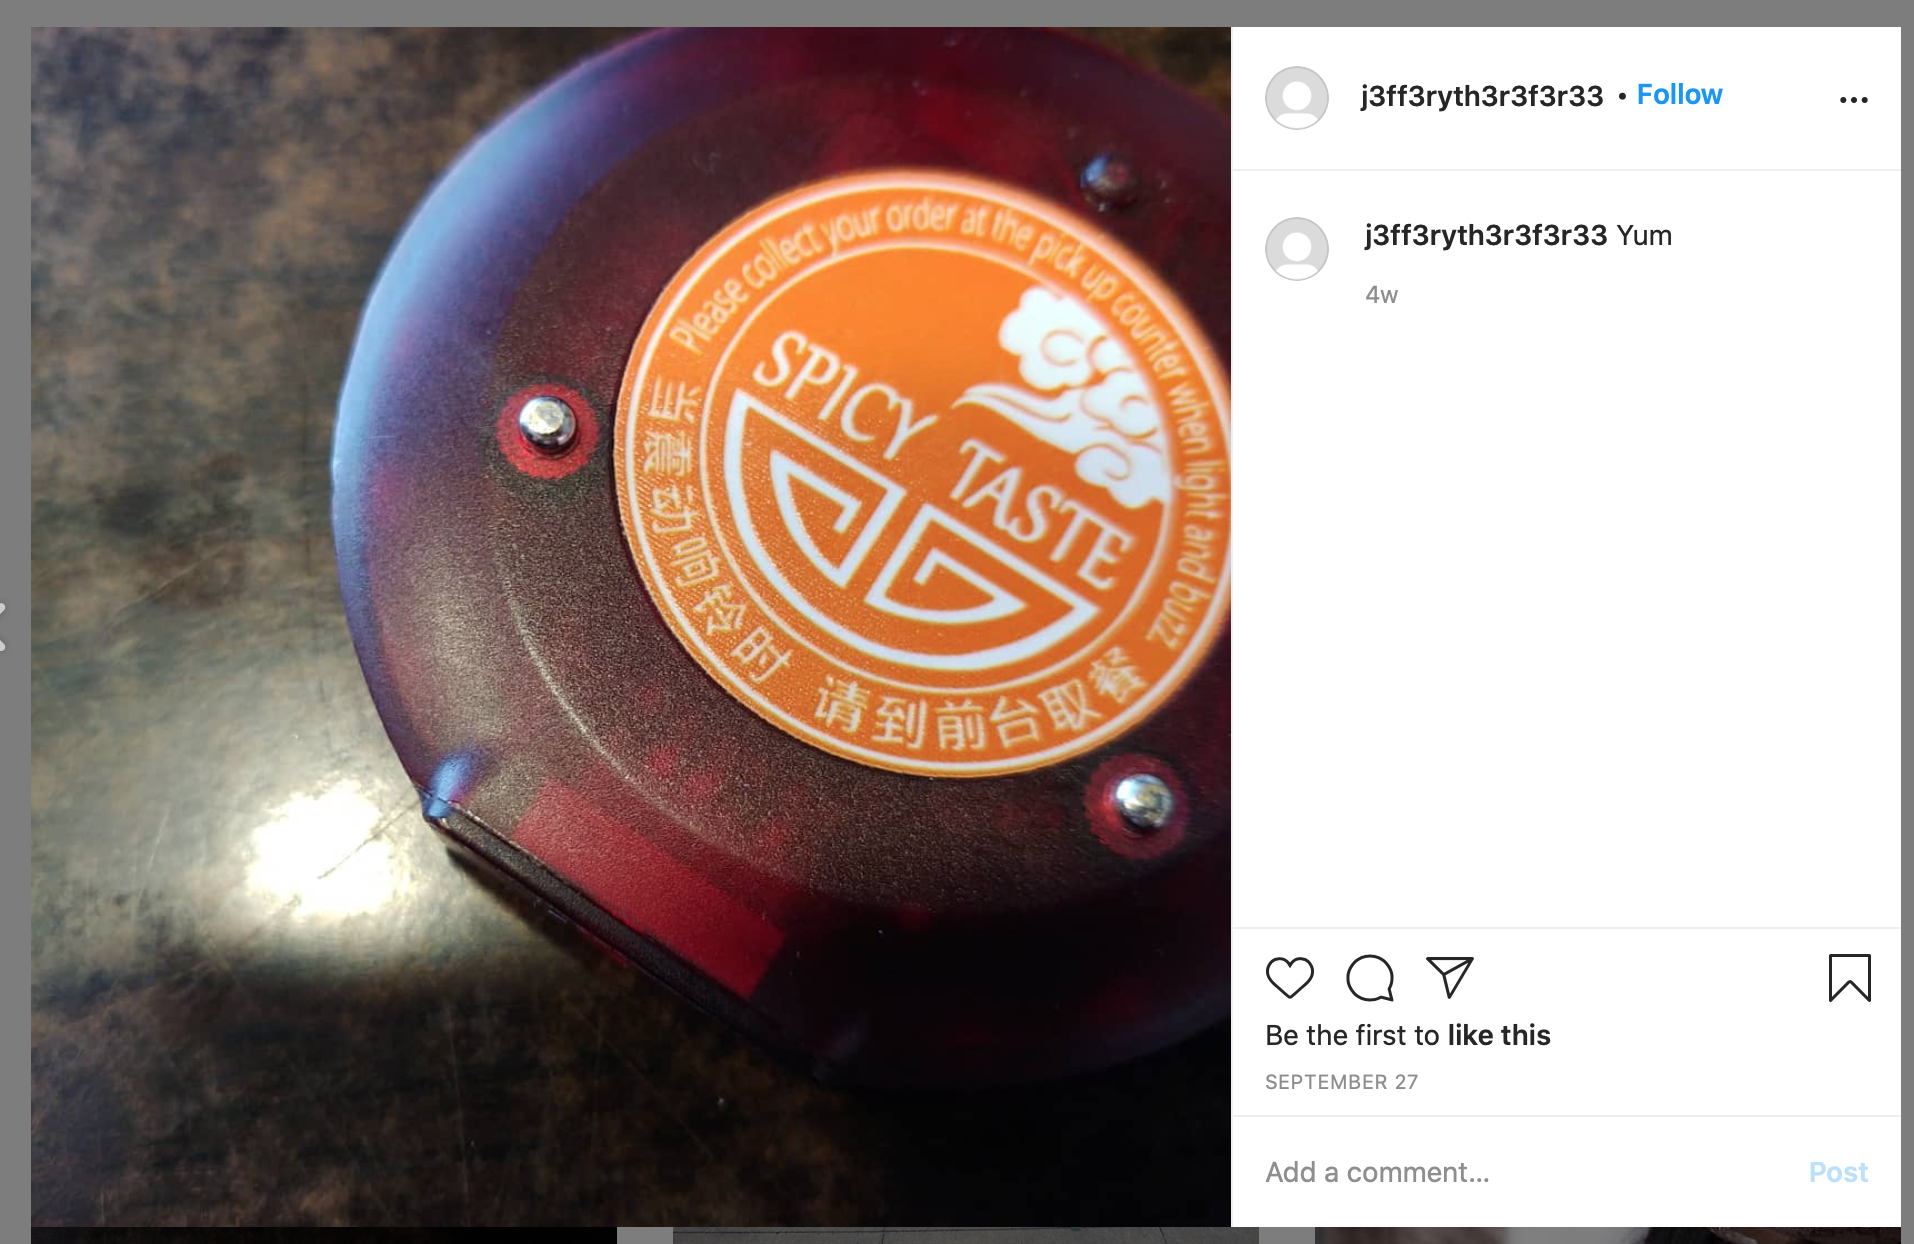 Please collect your order at the pick up counter when light and buzz
SPICY TASTE
当震动响铃时 请到前台取餐
j3ff3ryth3r3f3r33 • Follow
j3ff3ryth3r3f3r33 Yum
4w
Be the first to like this
SEPTEMBER 27
Add a comment...
Post